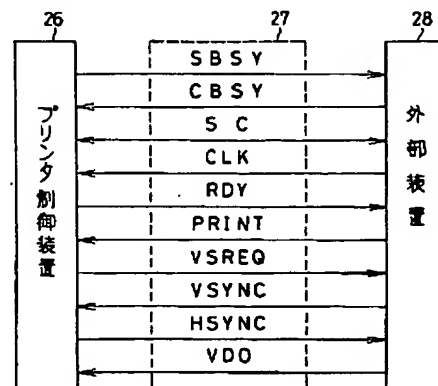 26
27
28
SBSY
CBSY
SC
CLK
RDY
PRINT
VSREQ
VSYNC
HSYNC
VDO
プリンタ制御装置
外部装置